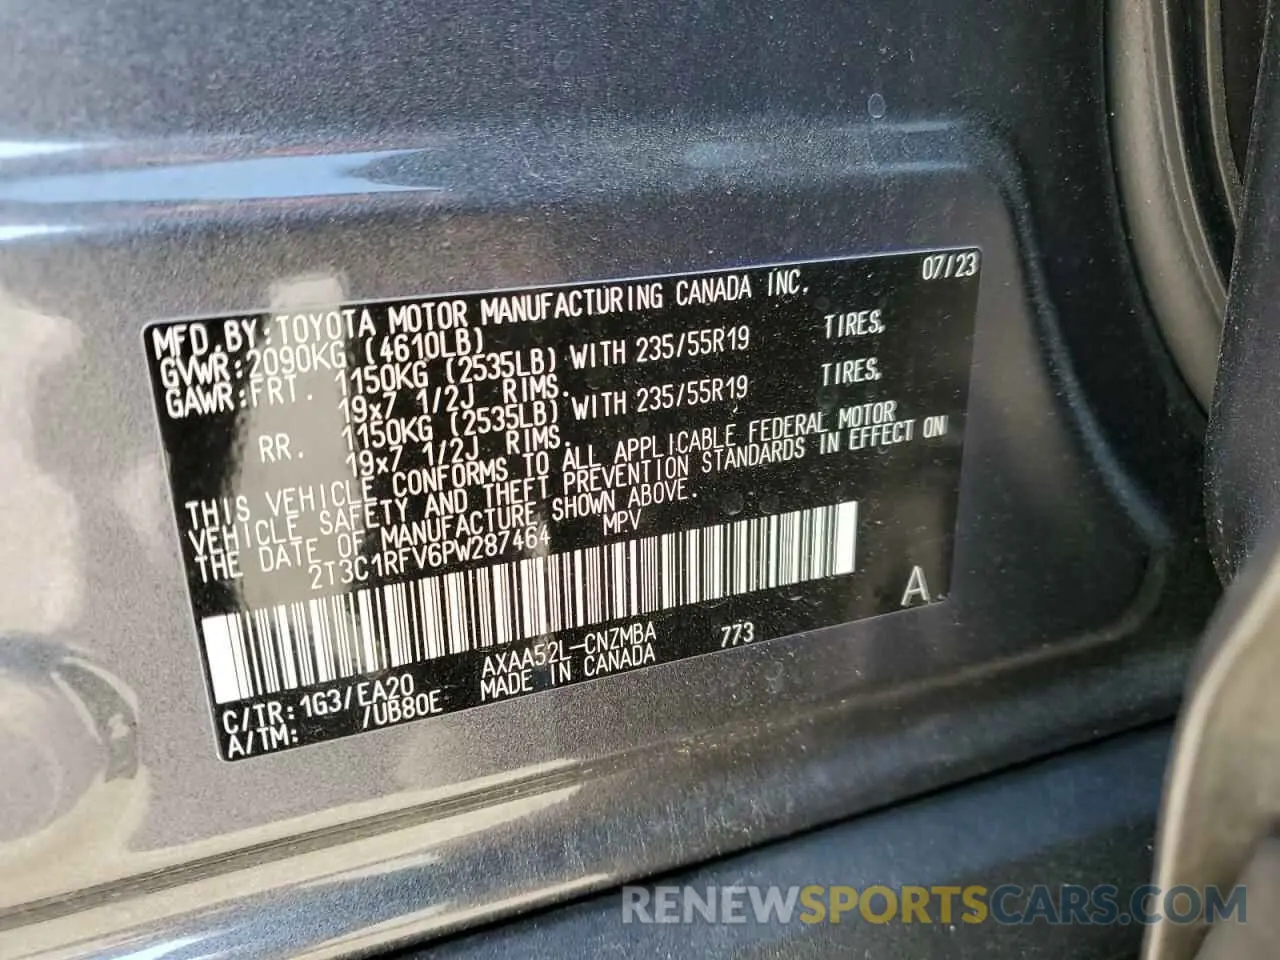 07/23
MFD. BY: TOYOTA MOTOR MANUFACTURING CANADA INC.
GVWR: 2090KG (4610LB)
GAWR: FRT. 1150KG (2535LB) WITH 235/55R19 TIRES,
19x7 1/2J RIMS.
RR. 1150KG (2535LB) WITH 235/55R19 TIRES,
19x7 1/2J RIMS.
THIS VEHICLE CONFORMS TO ALL APPLICABLE FEDERAL MOTOR
VEHICLE SAFETY AND THEFT PREVENTION STANDARDS IN EFFECT ON
THE DATE OF MANUFACTURE SHOWN ABOVE.
2T3C1RFV6PW287464 MPV
A
C/TR: 1G3/EA20 AXAA52L-CNZMBA 773
A/TM: /UB80E MADE IN CANADA
RENEWSPORTSCARS.COM